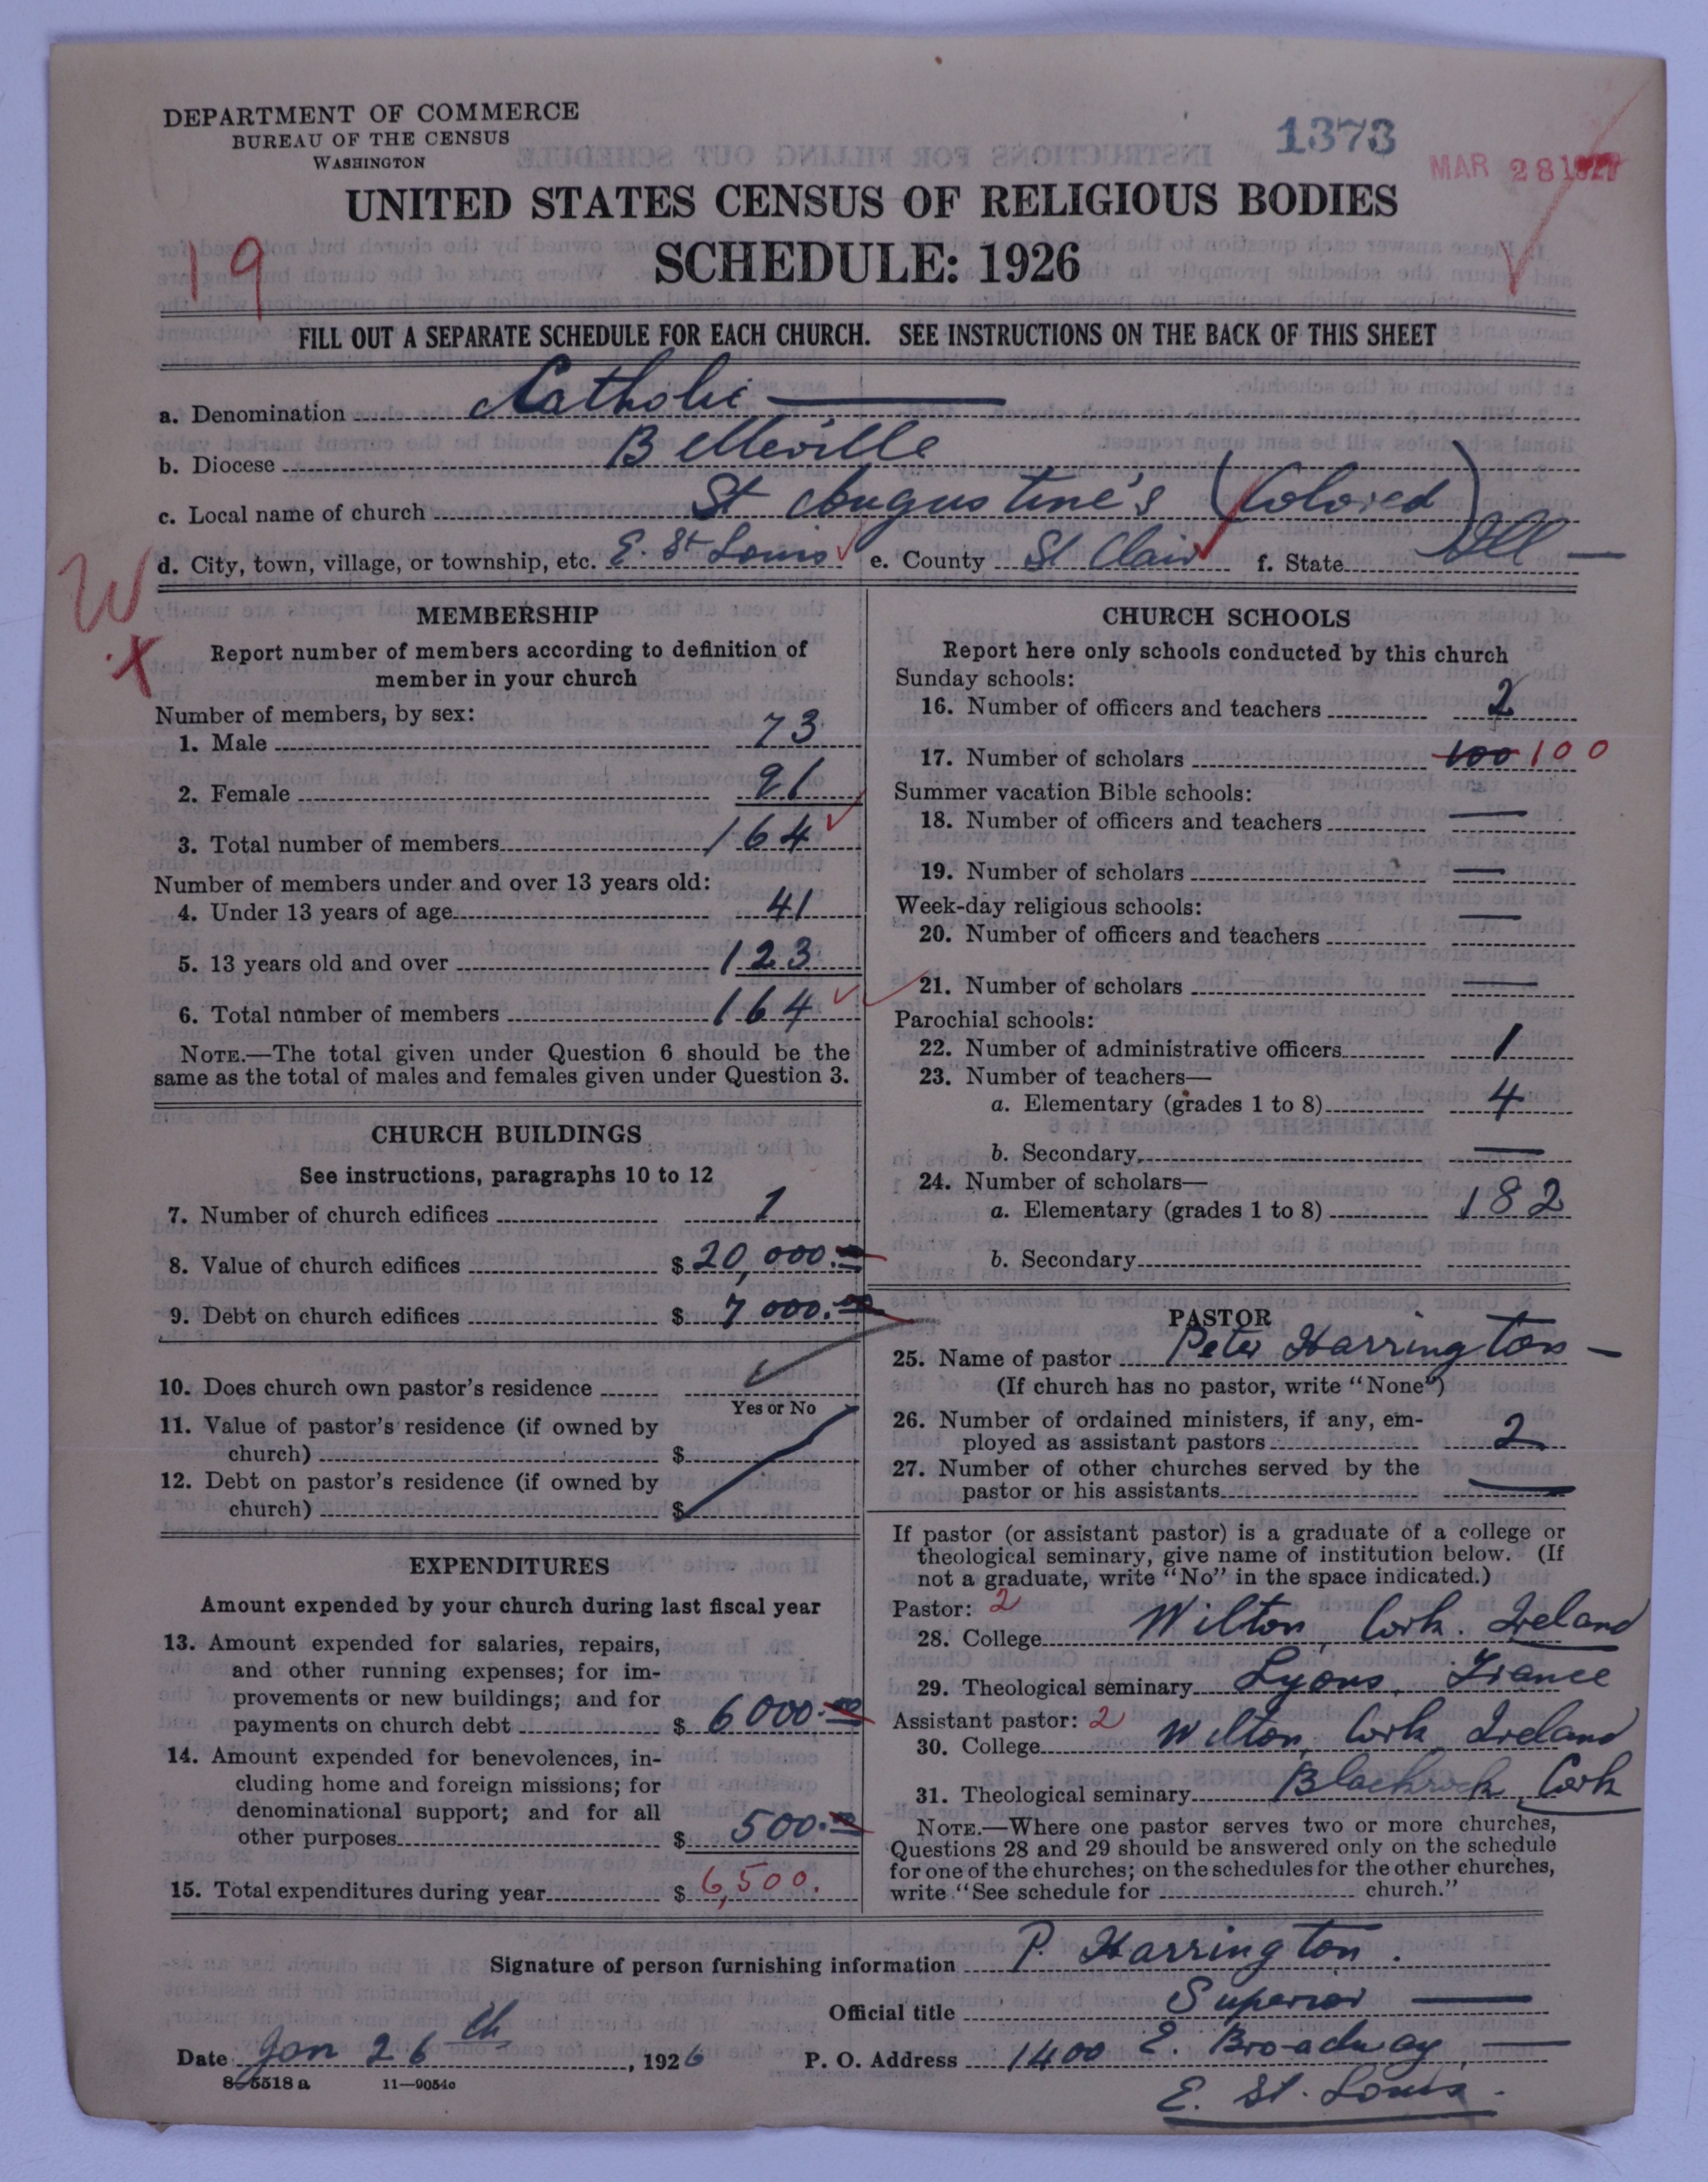 DEPARTMENT OF COMMERCE
BUREAU OF THE CENSUS
WASHINGTON
1373
MAR 28 1927
UNITED STATES CENSUS OF RELIGIOUS BODIES
SCHEDULE: 1926
19
FILL OUT A SEPARATE SCHEDULE FOR EACH CHURCH. SEE INSTRUCTIONS ON THE BACK OF THIS SHEET
a. Denomination Catholic
b. Diocese Belleville
c. Local name of church St Augustine's (Colored)
d. City, town, village, or township, etc. E. St Louis e. County St Clair f. State Ill
W
X
MEMBERSHIP
Report number of members according to definition of
member in your church
Number of members, by sex:
1. Male 73
2. Female 91
3. Total number of members 164
Number of members under and over 13 years old:
4. Under 13 years of age 41
5. 13 years old and over 123
6. Total number of members 164
NOTE.—The total given under Question 6 should be the
same as the total of males and females given under Question 3.
CHURCH BUILDINGS
See instructions, paragraphs 10 to 12
7. Number of church edifices 1
8. Value of church edifices $20,000.00
9. Debt on church edifices $7000.00
10. Does church own pastor's residence
Yes or No
11. Value of pastor's residence (if owned by
church) $
12. Debt on pastor's residence (if owned by
church) $
EXPENDITURES
Amount expended by your church during last fiscal year
13. Amount expended for salaries, repairs,
and other running expenses; for im-
provements or new buildings; and for
payments on church debt $6000.00
14. Amount expended for benevolences, in-
cluding home and foreign missions; for
denominational support; and for all
other purposes $500.00
15. Total expenditures during year $6,500.
CHURCH SCHOOLS
Report here only schools conducted by this church
Sunday schools:
16. Number of officers and teachers 2
17. Number of scholars 100 100
Summer vacation Bible schools:
18. Number of officers and teachers —
19. Number of scholars —
Week-day religious schools:
20. Number of officers and teachers —
21. Number of scholars —
Parochial schools:
22. Number of administrative officers 1
23. Number of teachers—
a. Elementary (grades 1 to 8) 4
b. Secondary —
24. Number of scholars—
a. Elementary (grades 1 to 8) 182
b. Secondary
PASTOR
25. Name of pastor Peter Harrington
(If church has no pastor, write "None")
26. Number of ordained ministers, if any, em-
ployed as assistant pastors 2
27. Number of other churches served by the
pastor or his assistants —
If pastor (or assistant pastor) is a graduate of a college or
theological seminary, give name of institution below. (If
not a graduate, write "No" in the space indicated.)
Pastor: 2
28. College Wilton, Cork. Ireland
29. Theological seminary Lyons, France
Assistant pastor: 2
30. College Wilton, Cork, Ireland
31. Theological seminary Blackrock, Cork
NOTE.—Where one pastor serves two or more churches,
Questions 28 and 29 should be answered only on the schedule
for one of the churches; on the schedules for the other churches,
write "See schedule for church."
Signature of person furnishing information P. Harrington.
Official title Superior
Date Jan 26th, 1926 P. O. Address 1400 E. Broadway
E. St. Louis.
8-5518 a 11—9054c